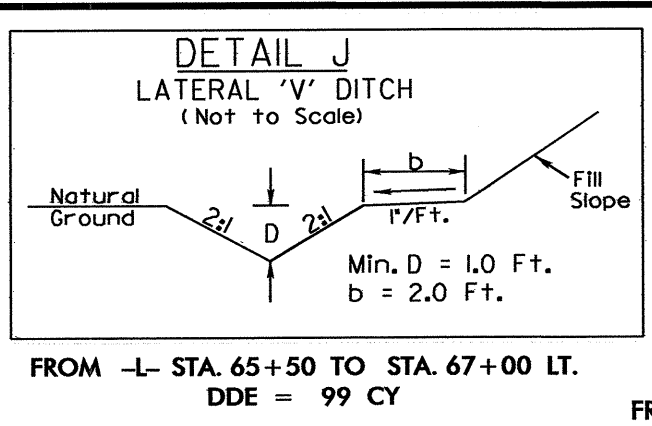 DETAIL J
LATERAL 'V' DITCH
(Not to Scale)
b
Natural
Ground
2:1
D
2:1
1"/Ft.
Fill
Slope
Min. D = 1.0 Ft.
b = 2.0 Ft.
FROM -L- STA. 65+50 TO STA. 67+00 LT.
DDE = 99 CY
FR